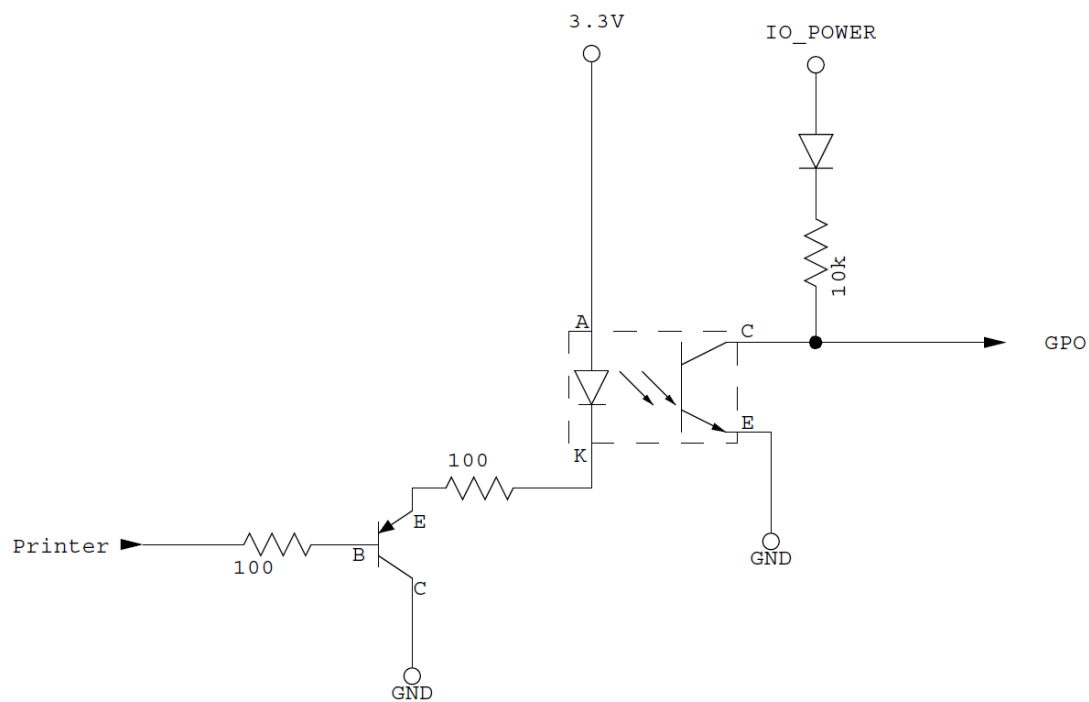 3.3V
IO_POWER
10k
A
C
GPO
E
K
100
E
Printer
B
100
GND
C
GND